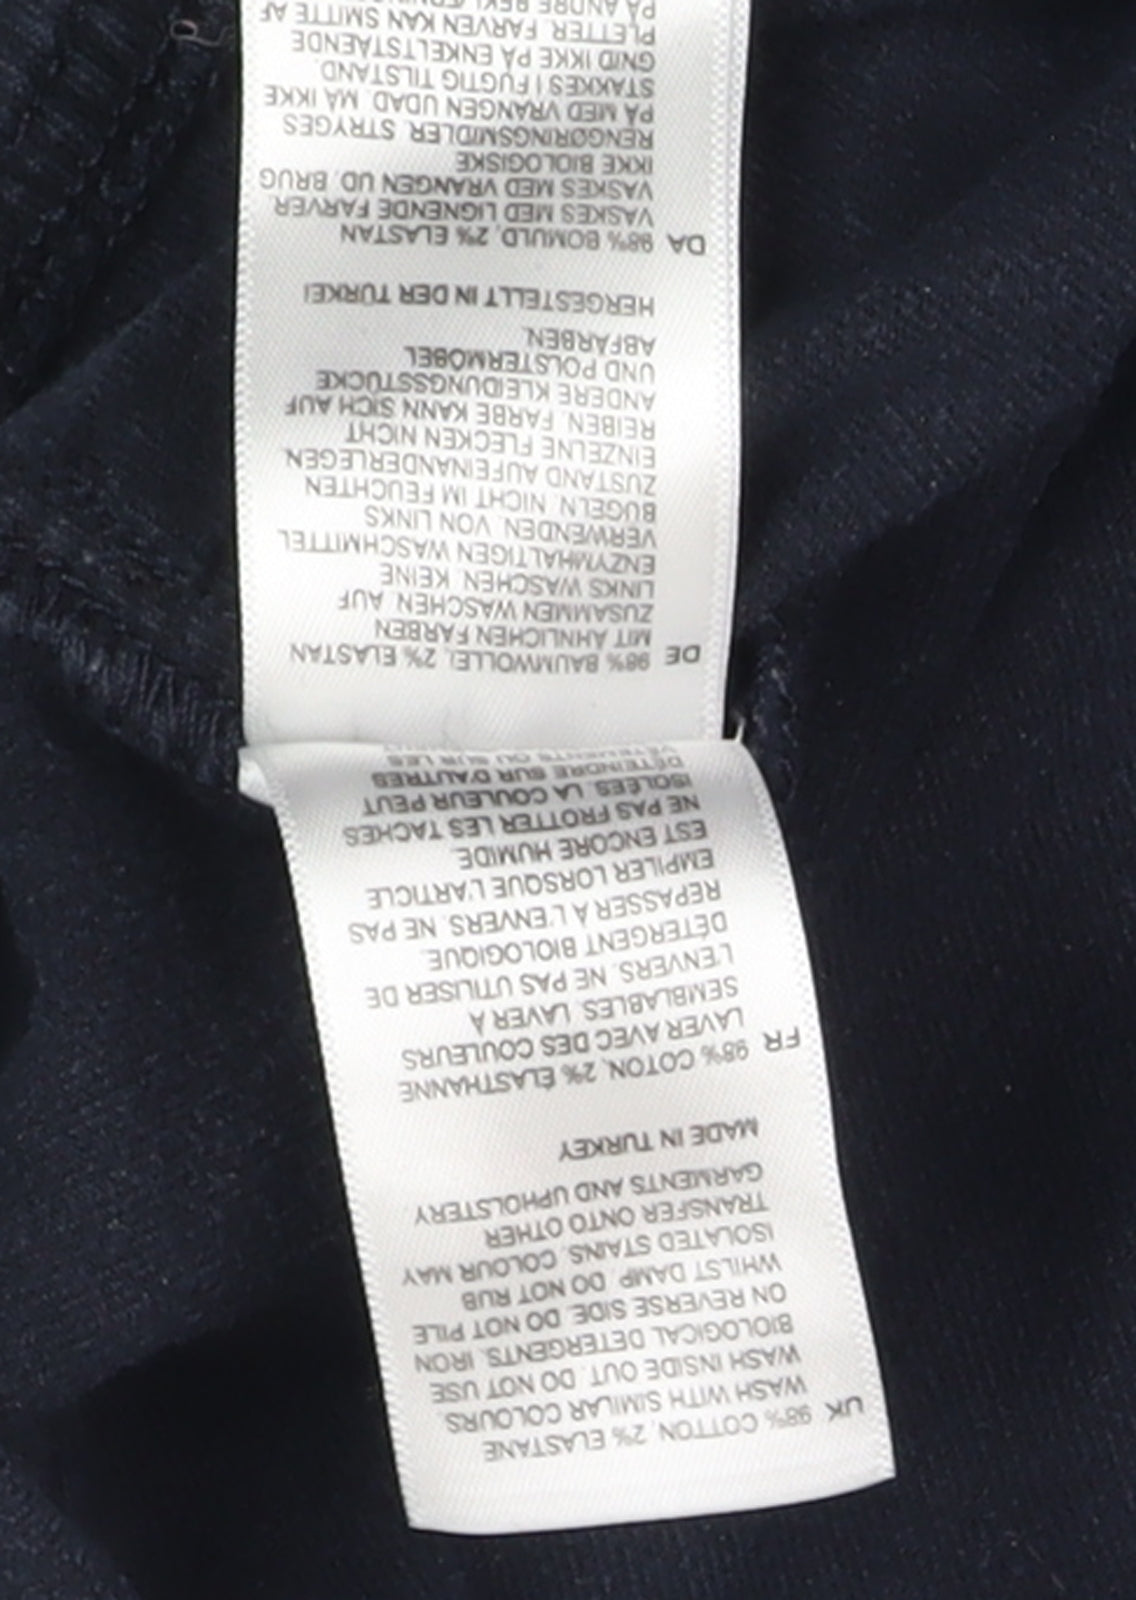 UK 98% COTTON, 2% ELASTANE
WASH WITH SIMILAR COLOURS.
WASH INSIDE OUT. DO NOT USE
BIOLOGICAL DETERGENTS. IRON
ON REVERSE SIDE. DO NOT PILE
WHILST DAMP. DO NOT RUB
ISOLATED STAINS. COLOUR MAY
TRANSFER ONTO OTHER
GARMENTS AND UPHOLSTERY
MADE IN TURKEY
FR 98% COTON, 2% ÉLASTHANNE
LAVER AVEC DES COULEURS
SEMBLABLES. LAVER À
L'ENVERS. NE PAS UTILISER DE
DÉTERGENT BIOLOGIQUE.
REPASSER À L'ENVERS. NE PAS
EMPILER LORSQUE L'ARTICLE
EST ENCORE HUMIDE.
NE PAS FROTTER LES TACHES
ISOLÉES. LA COULEUR PEUT
DÉTEINDRE SUR D'AUTRES
VÊTEMENTS OU SUR LES
DE 98% BAUMWOLLE, 2% ELASTAN
MIT ÄHNLICHEN FARBEN
ZUSAMMEN WASCHEN. AUF
LINKS WASCHEN. KEINE
ENZYMHALTIGEN WASCHMITTEL
VERWENDEN. VON LINKS
BÜGELN. NICHT IM FEUCHTEN
ZUSTAND AUFEINANDERLEGEN.
EINZELNE FLECKEN NICHT
REIBEN. FARBE KANN SICH AUF
ANDERE KLEIDUNGSSTÜCKE
UND POLSTERMÖBEL
ABFÄRBEN.
HERGESTELLT IN DER TÜRKEI
DA 98% BOMULD, 2% ELASTAN
VASKES MED LIGNENDE FARVER.
VASKES MED VRANGEN UD. BRUG
IKKE BIOLOGISKE
RENGØRINGSMIDLER. STRYGES
PÅ MED VRANGEN UDAD. MÅ IKKE
STAKKES I FUGTIG TILSTAND.
GNID IKKE PÅ ENKELTSTÅENDE
PLETTER. FARVEN KAN SMITTE AF
PÅ ANDRE